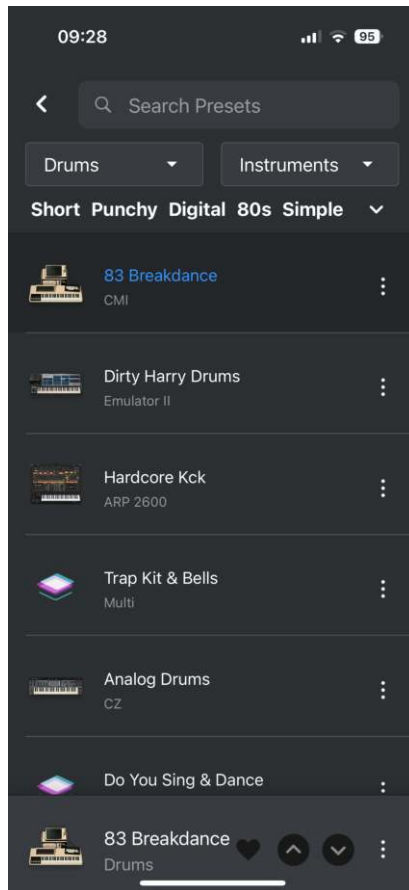 09:28 95
Search Presets
Drums Instruments
Short Punchy Digital 80s Simple
83 Breakdance
CMI
Dirty Harry Drums
Emulator II
Hardcore Kck
ARP 2600
Trap Kit & Bells
Multi
Analog Drums
CZ
Do You Sing & Dance
83 Breakdance
Drums